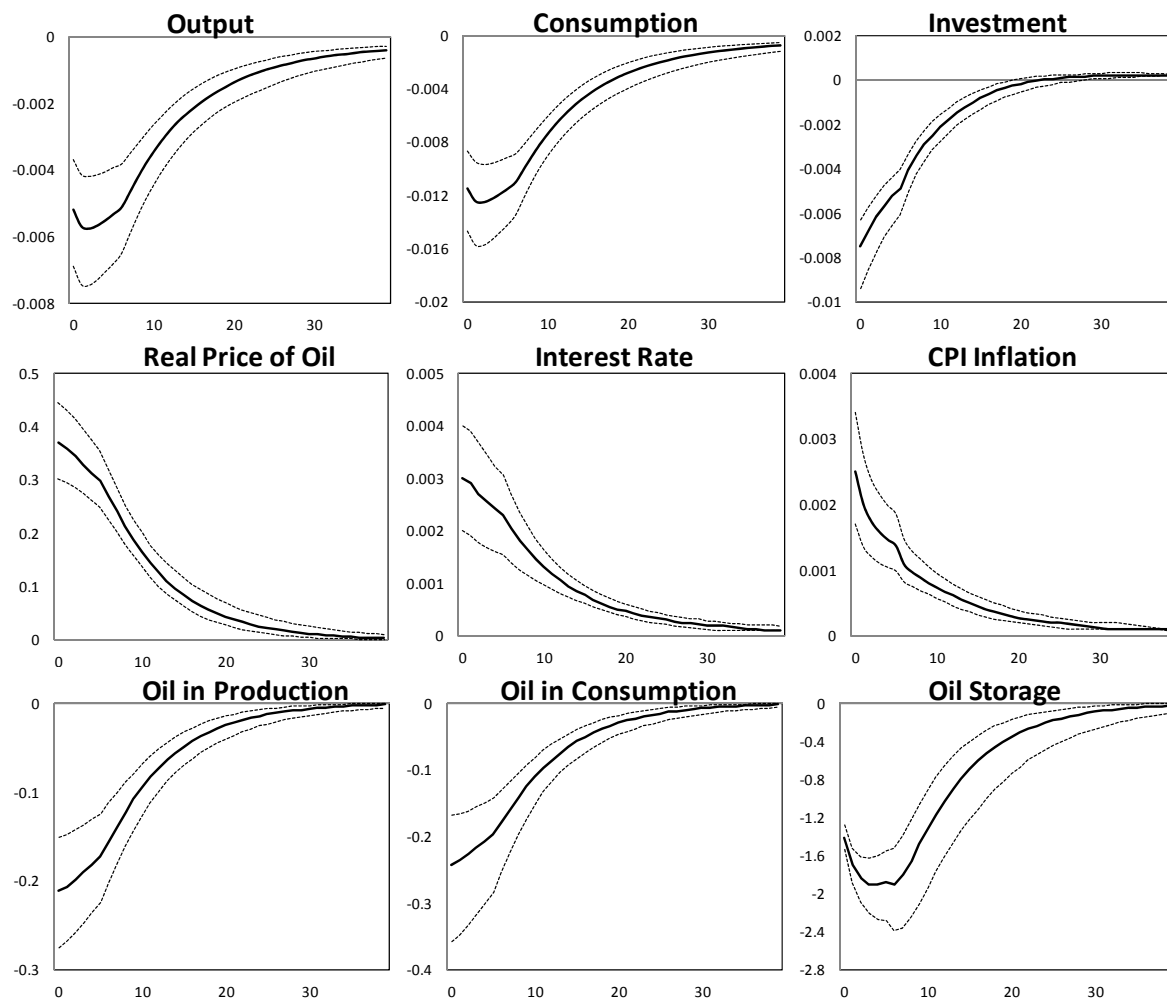 Output
0
-0.002
-0.004
-0.006
-0.008
0 10 20 30
Consumption
0
-0.004
-0.008
-0.012
-0.016
-0.02
0 10 20 30
Investment
0.002
0
-0.002
-0.004
-0.006
-0.008
-0.01
0 10 20 30
Real Price of Oil
0.5
0.4
0.3
0.2
0.1
0
0 10 20 30
Interest Rate
0.005
0.004
0.003
0.002
0.001
0
0 10 20 30
CPI Inflation
0.004
0.003
0.002
0.001
0
0 10 20 30
Oil in Production
0
-0.1
-0.2
-0.3
0 10 20 30
Oil in Consumption
0
-0.1
-0.2
-0.3
-0.4
0 10 20 30
Oil Storage
0
-0.4
-0.8
-1.2
-1.6
-2
-2.4
-2.8
0 10 20 30